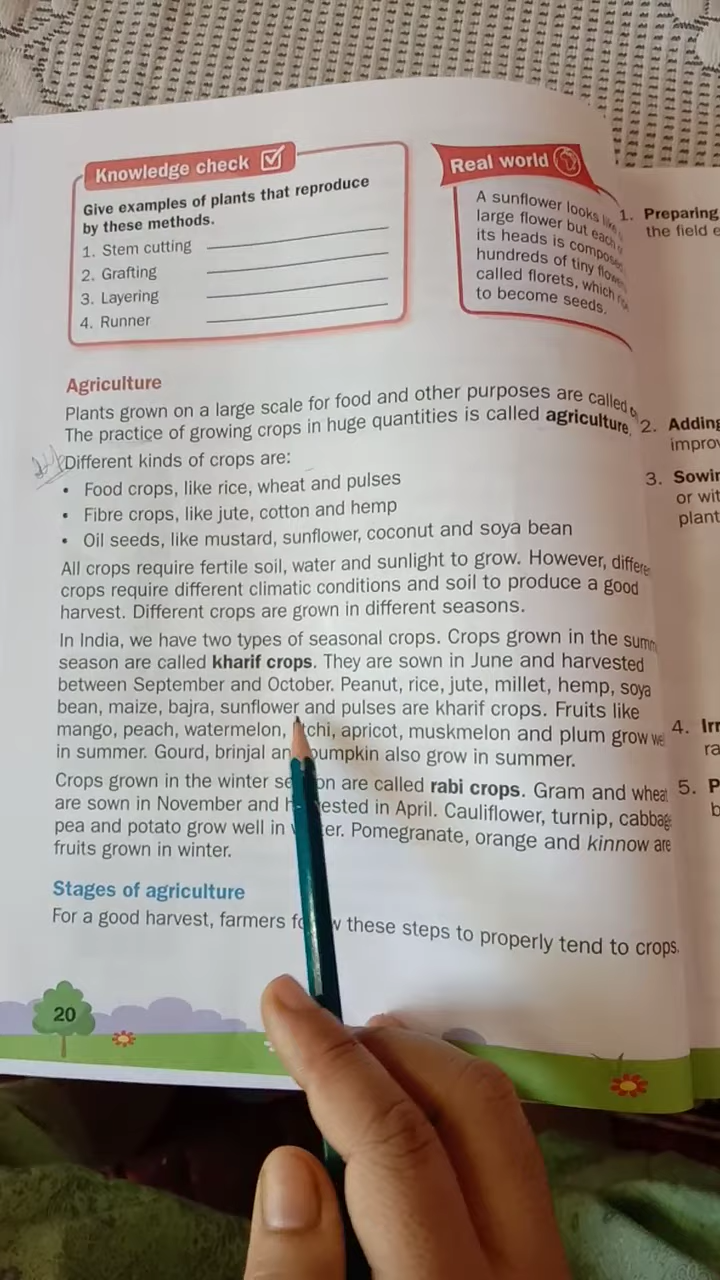 Knowledge check
Give examples of plants that reproduce
by these methods.
1. Stem cutting
2. Grafting
3. Layering
4. Runner
Real world
A sunflower looks
large flower but each
its heads is
hundreds of tiny
called florets, which
to become seeds.
Agriculture
Plants grown on a large scale for food and other purposes are called
The practice of growing crops in huge quantities is called agriculture.
Different kinds of crops are:
• Food crops, like rice, wheat and pulses
• Fibre crops, like jute, cotton and hemp
• Oil seeds, like mustard, sunflower, coconut and soya bean
All crops require fertile soil, water and sunlight to grow. However,
crops require different climatic conditions and soil to produce a good
harvest. Different crops are grown in different seasons.
In India, we have two types of seasonal crops. Crops grown in the
season are called kharif crops. They are sown in June and harvested
between September and October. Peanut, rice, jute, millet, hemp, soya
bean, maize, bajra, sunflower and pulses are kharif crops. Fruits like
mango, peach, watermelon, apricot, muskmelon and plum grow
in summer. Gourd, brinjal pumpkin also grow in summer.
Crops grown in the winter are called rabi crops. Gram and wheat
are sown in November and in April. Cauliflower, turnip,
pea and potato grow well in Pomegranate, orange and kinnow are
fruits grown in winter.
Stages of agriculture
For a good harvest, farmers these steps to properly tend to crops.
20
1. Preparing
the field
2. Adding
3.
or
plant
4.
5.